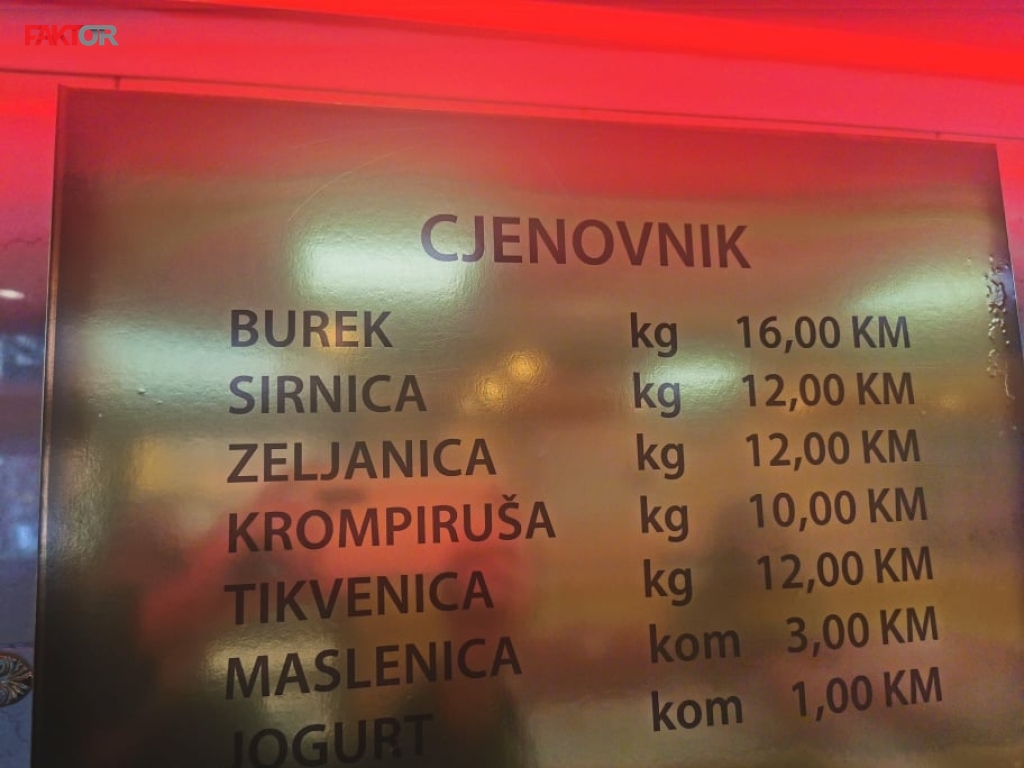 FAKTOR
CJENOVNIK
BUREK kg 16,00 KM
SIRNICA kg 12,00 KM
ZELJANICA kg 12,00 KM
KROMPIRUŠA kg 10,00 KM
TIKVENICA kg 12,00 KM
MASLENICA kom 3,00 KM
JOGURT kom 1,00 KM